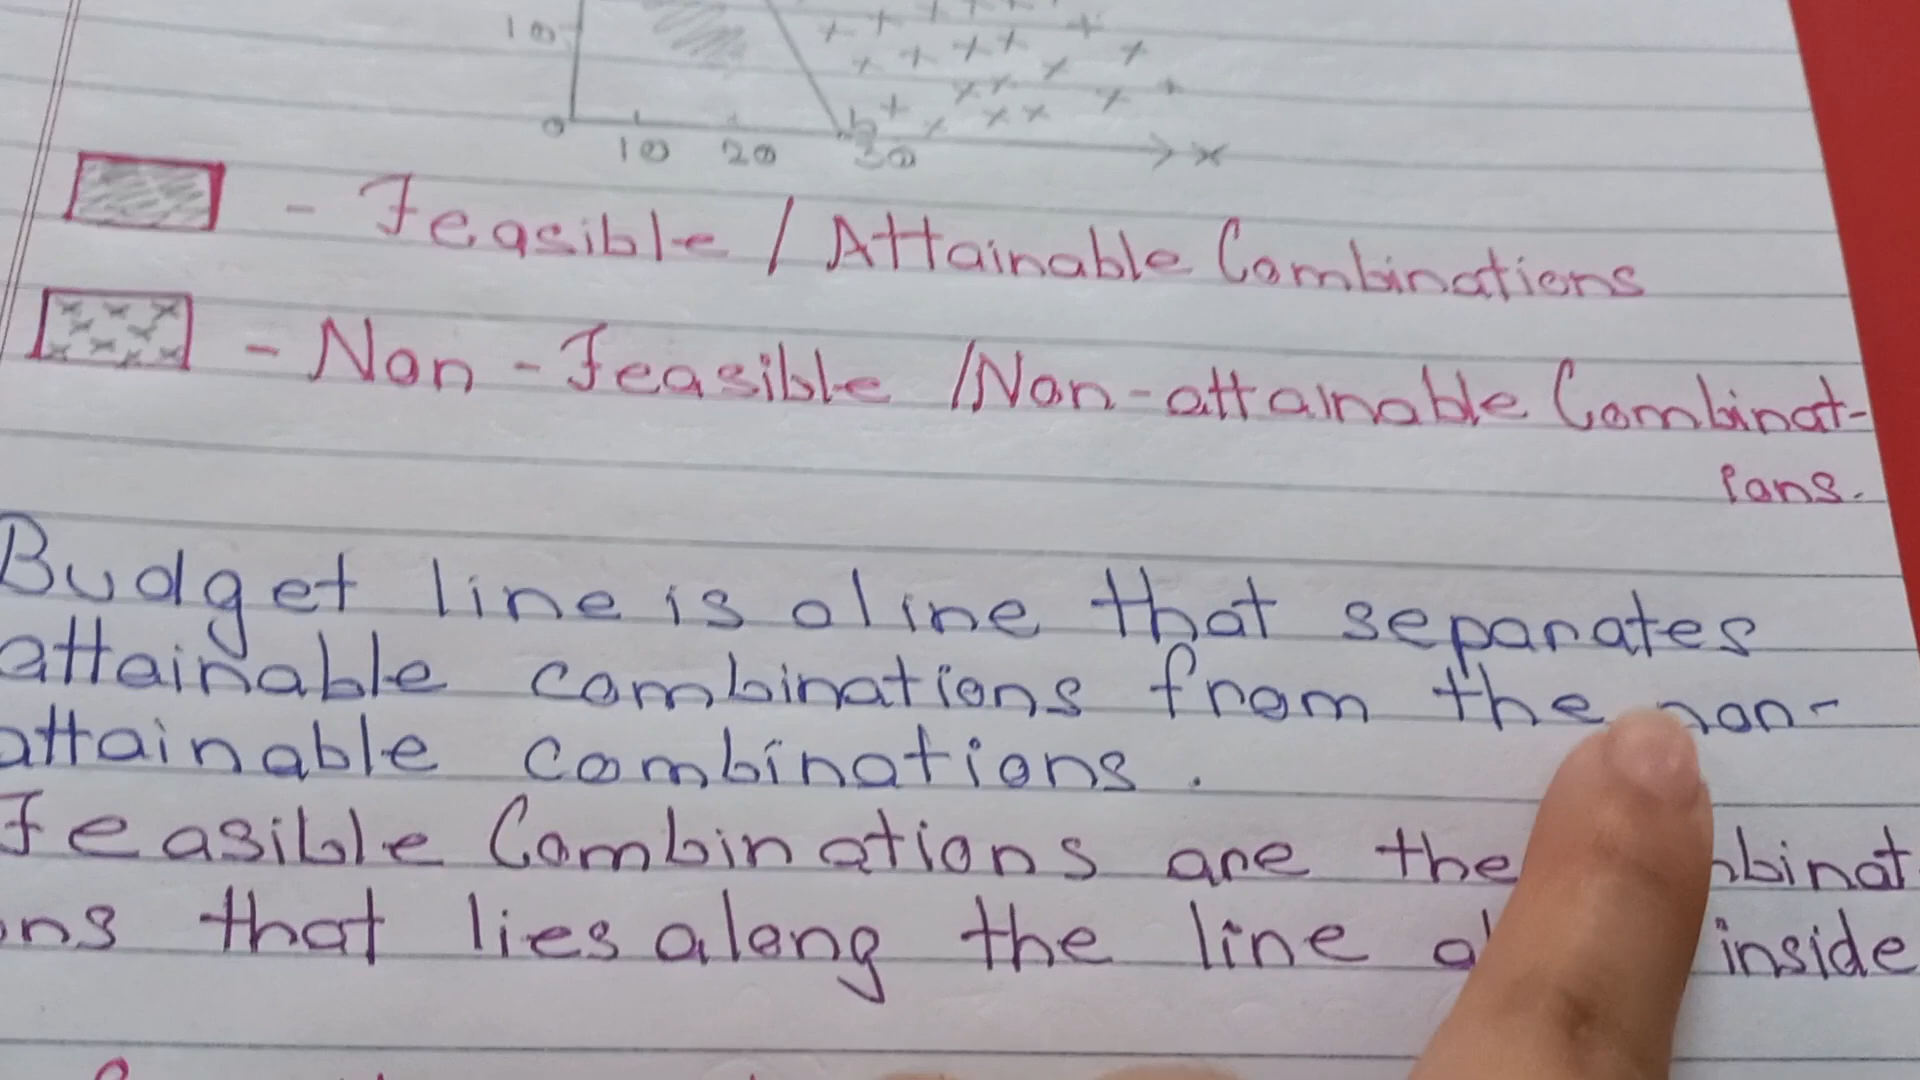 10
0
10 20 30
x
- Feasible / Attainable Combinations
- Non-Feasible /Non-attainable Combinat-
ions.
Budget line is a line that separates
attainable combinations from the non-
attainable combinations.
Feasible Combinations are the
that lies along the line inside